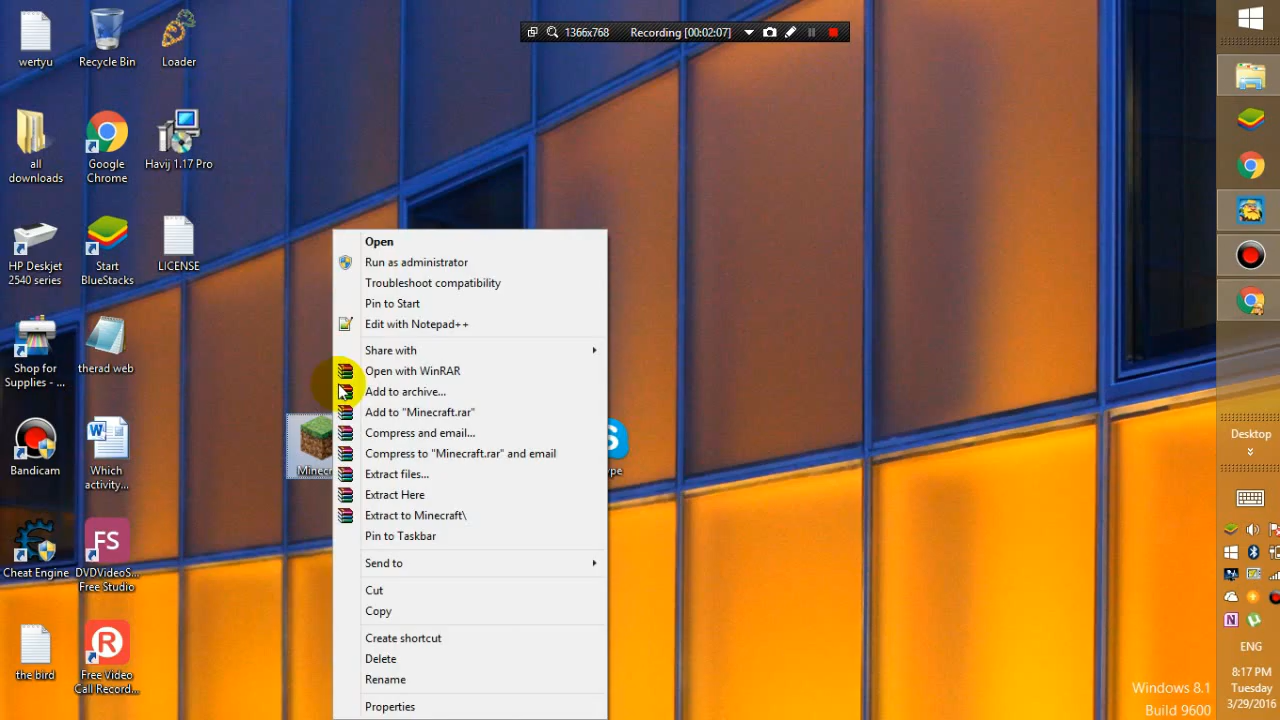 1366x768 Recording [00:02:07]
wertyu
Recycle Bin
Loader
all
downloads
Google
Chrome
Havij 1.17 Pro
HP Deskjet
2540 series
Start
BlueStacks
LICENSE
Shop for
Supplies - ...
therad web
Bandicam
Which
activity...
Cheat Engine
DVDVideoS...
Free Studio
the bird
Free Video
Call Record...
FS
R
Minecr
Open
Run as administrator
Troubleshoot compatibility
Pin to Start
Edit with Notepad++
Share with
Open with WinRAR
Add to archive...
Add to "Minecraft.rar"
Compress and email...
Compress to "Minecraft.rar" and email
Extract files...
Extract Here
Extract to Minecraft\
Pin to Taskbar
Send to
Cut
Copy
Create shortcut
Delete
Rename
Properties
S
ype
Desktop
N
ENG
8:17 PM
Tuesday
3/29/2016
Windows 8.1
Build 9600